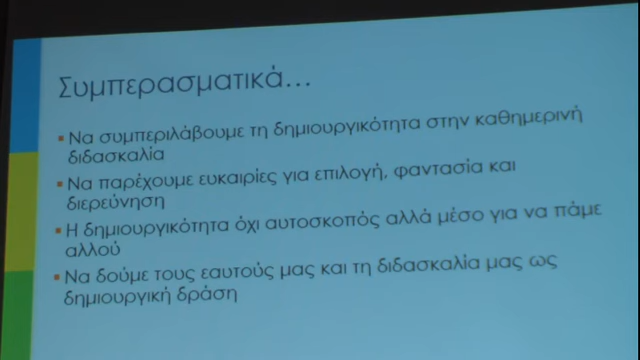 Συμπερασματικά...
▪ Να συμπεριλάβουμε τη δημιουργικότητα στην καθημερινή
διδασκαλία
▪ Να παρέχουμε ευκαιρίες για επιλογή, φαντασία και
διερεύνηση
▪ Η δημιουργικότητα όχι αυτοσκοπός αλλά μέσο για να πάμε
αλλού
▪ Να δούμε τους εαυτούς μας και τη διδασκαλία μας ως
δημιουργική δράση